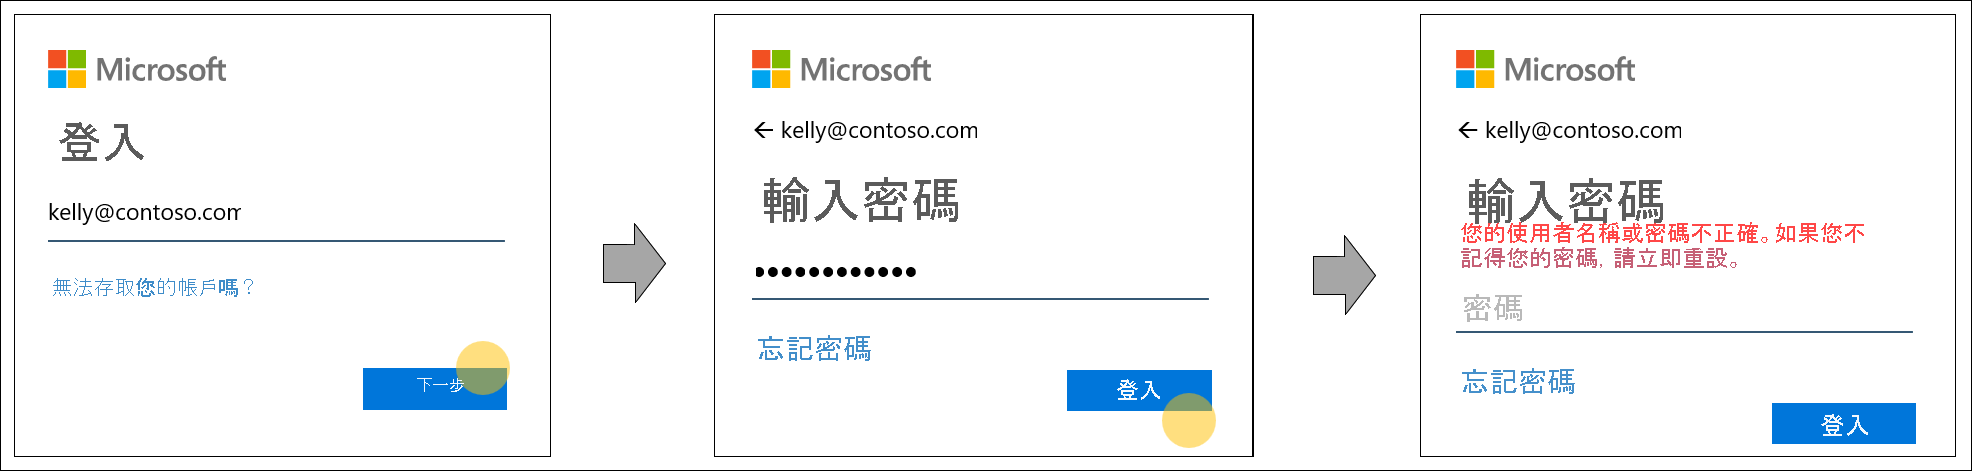 Microsoft
登入
kelly@contoso.com
無法存取您的帳戶嗎？
下一步
Microsoft
← kelly@contoso.com
輸入密碼
••••••••••••
忘記密碼
登入
Microsoft
← kelly@contoso.com
輸入密碼
您的使用者名稱或密碼不正確。如果您不
記得您的密碼, 請立即重設。
密碼
忘記密碼
登入